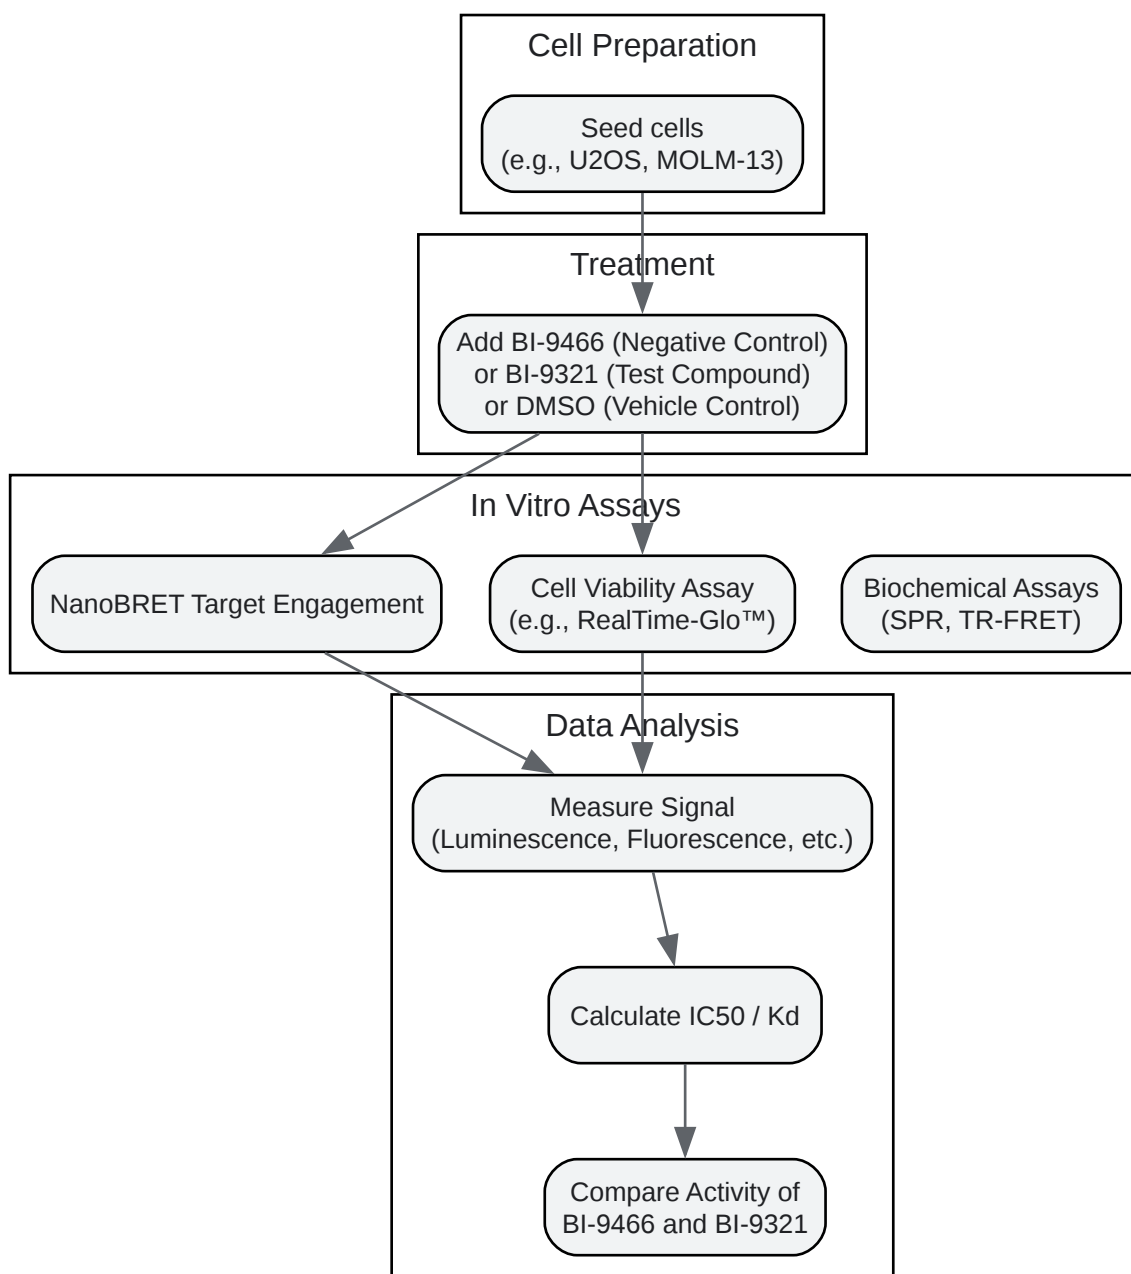 Cell Preparation
Seed cells
(e.g., U2OS, MOLM-13)
Treatment
Add BI-9466 (Negative Control)
or BI-9321 (Test Compound)
or DMSO (Vehicle Control)
In Vitro Assays
NanoBRET Target Engagement
Cell Viability Assay
(e.g., RealTime-Glo™)
Biochemical Assays
(SPR, TR-FRET)
Data Analysis
Measure Signal
(Luminescence, Fluorescence, etc.)
Calculate IC50 / Kd
Compare Activity of
BI-9466 and BI-9321